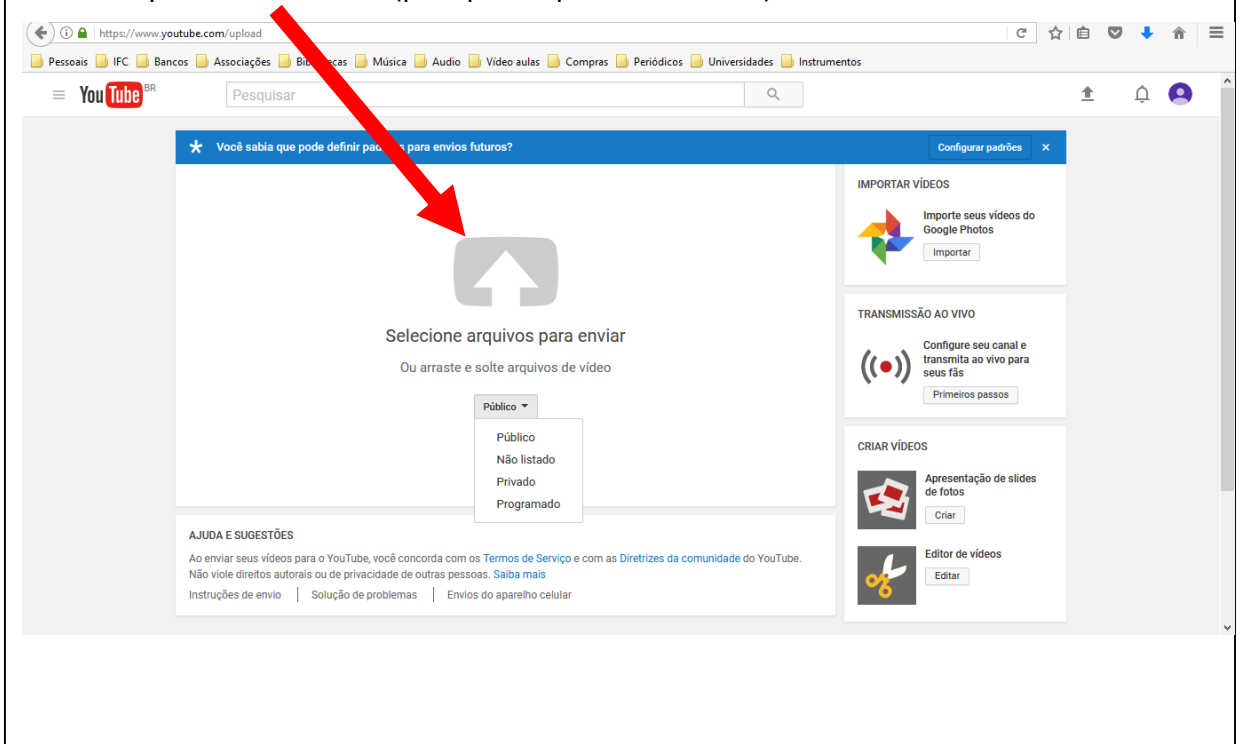 https://www.youtube.com/upload
Pessoais IFC Bancos Associações Música Audio Vídeo aulas Compras Periódicos Universidades Instrumentos
YouTube BR
Pesquisar
Você sabia que pode definir para envios futuros?
Configurar padrões ×
Selecione arquivos para enviar
Ou arraste e solte arquivos de vídeo
Público
Público
Não listado
Privado
Programado
IMPORTAR VÍDEOS
Importe seus vídeos do
Google Photos
Importar
TRANSMISSÃO AO VIVO
Configure seu canal e
transmita ao vivo para
seus fãs
Primeiros passos
CRIAR VÍDEOS
Apresentação de slides
de fotos
Criar
Editor de vídeos
Editar
AJUDA E SUGESTÕES
Ao enviar seus vídeos para o YouTube, você concorda com os Termos de Serviço e com as Diretrizes da comunidade do YouTube.
Não viole direitos autorais ou de privacidade de outras pessoas. Saiba mais
Instruções de envio | Solução de problemas | Envios do aparelho celular